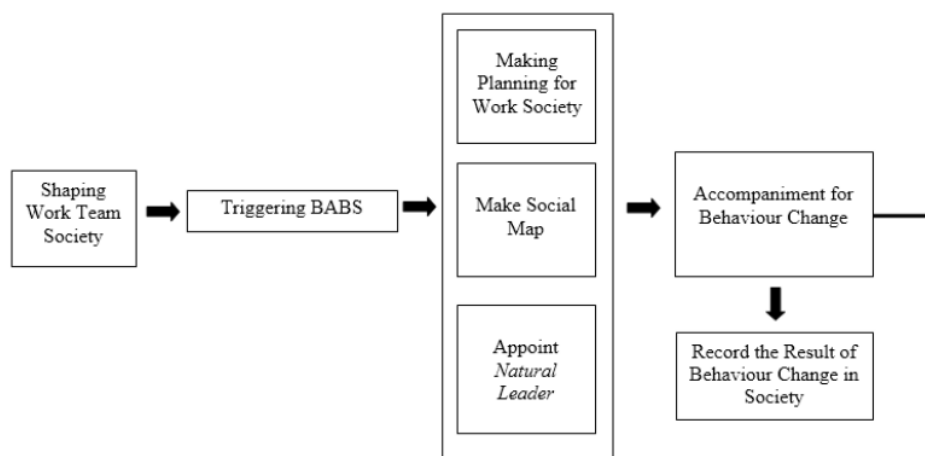 Shaping
Work Team
Society
Triggering BABS
Making
Planning for
Work Society
Make Social
Map
Appoint
Natural
Leader
Accompaniment for
Behaviour Change
Record the Result of
Behaviour Change in
Society